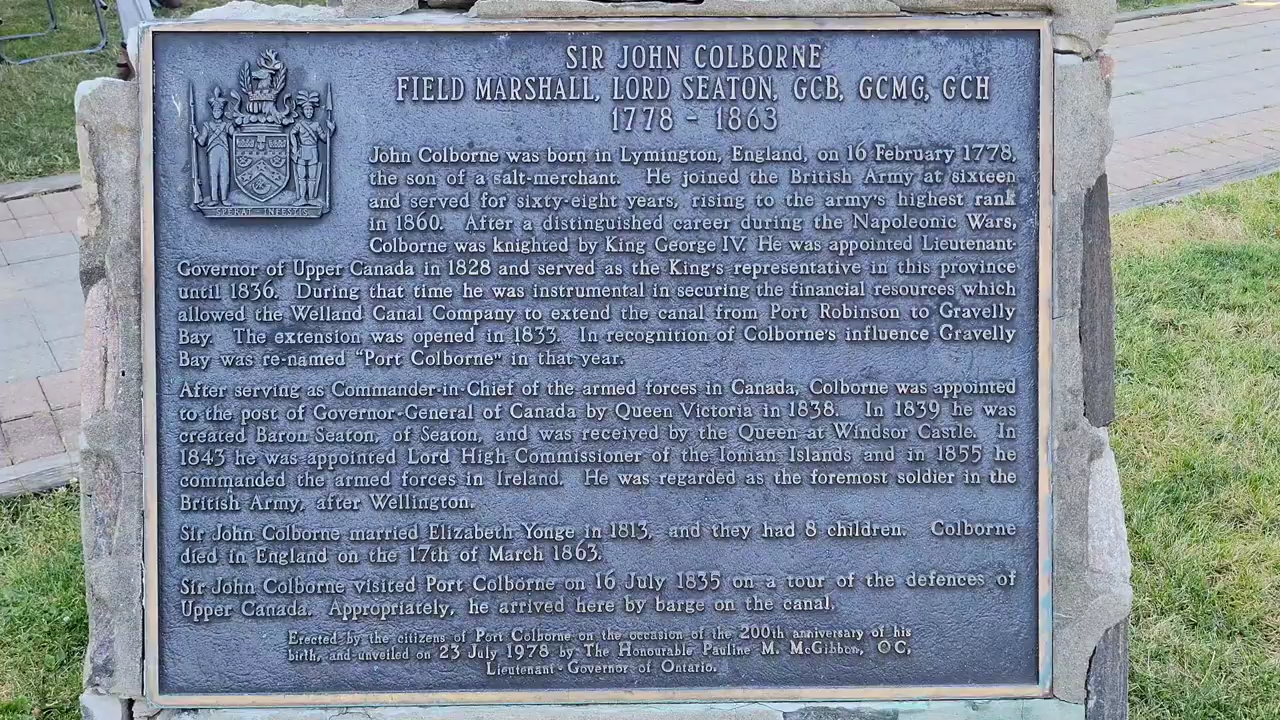 SIR JOHN COLBORNE
FIELD MARSHALL, LORD SEATON, GCB, GCMG, GCH
1778 - 1863
SPERAT INFESTIS
John Colborne was born in Lymington, England, on 16 February 1778,
the son of a salt-merchant. He joined the British Army at sixteen
and served for sixty-eight years, rising to the army's highest rank
in 1860. After a distinguished career during the Napoleonic Wars,
Colborne was knighted by King George IV. He was appointed Lieutenant-
Governor of Upper Canada in 1828 and served as the King's representative in this province
until 1836. During that time he was instrumental in securing the financial resources which
allowed the Welland Canal Company to extend the canal from Port Robinson to Gravelly
Bay. The extension was opened in 1833. In recognition of Colborne's influence Gravelly
Bay was re-named "Port Colborne" in that year.
After serving as Commander-in-Chief of the armed forces in Canada, Colborne was appointed
to the post of Governor-General of Canada by Queen Victoria in 1838. In 1839 he was
created Baron Seaton, of Seaton, and was received by the Queen at Windsor Castle. In
1843 he was appointed Lord High Commissioner of the Ionian Islands and in 1855 he
commanded the armed forces in Ireland. He was regarded as the foremost soldier in the
British Army, after Wellington.
Sir John Colborne married Elizabeth Yonge in 1813, and they had 8 children. Colborne
died in England on the 17th of March 1863.
Sir John Colborne visited Port Colborne on 16 July 1835 on a tour of the defences of
Upper Canada. Appropriately, he arrived here by barge on the canal.
Erected by the citizens of Port Colborne on the occasion of the 200th anniversary of his
birth, and unveiled on 23 July 1978 by The Honourable Pauline M. McGibbon, OC,
Lieutenant-Governor of Ontario.